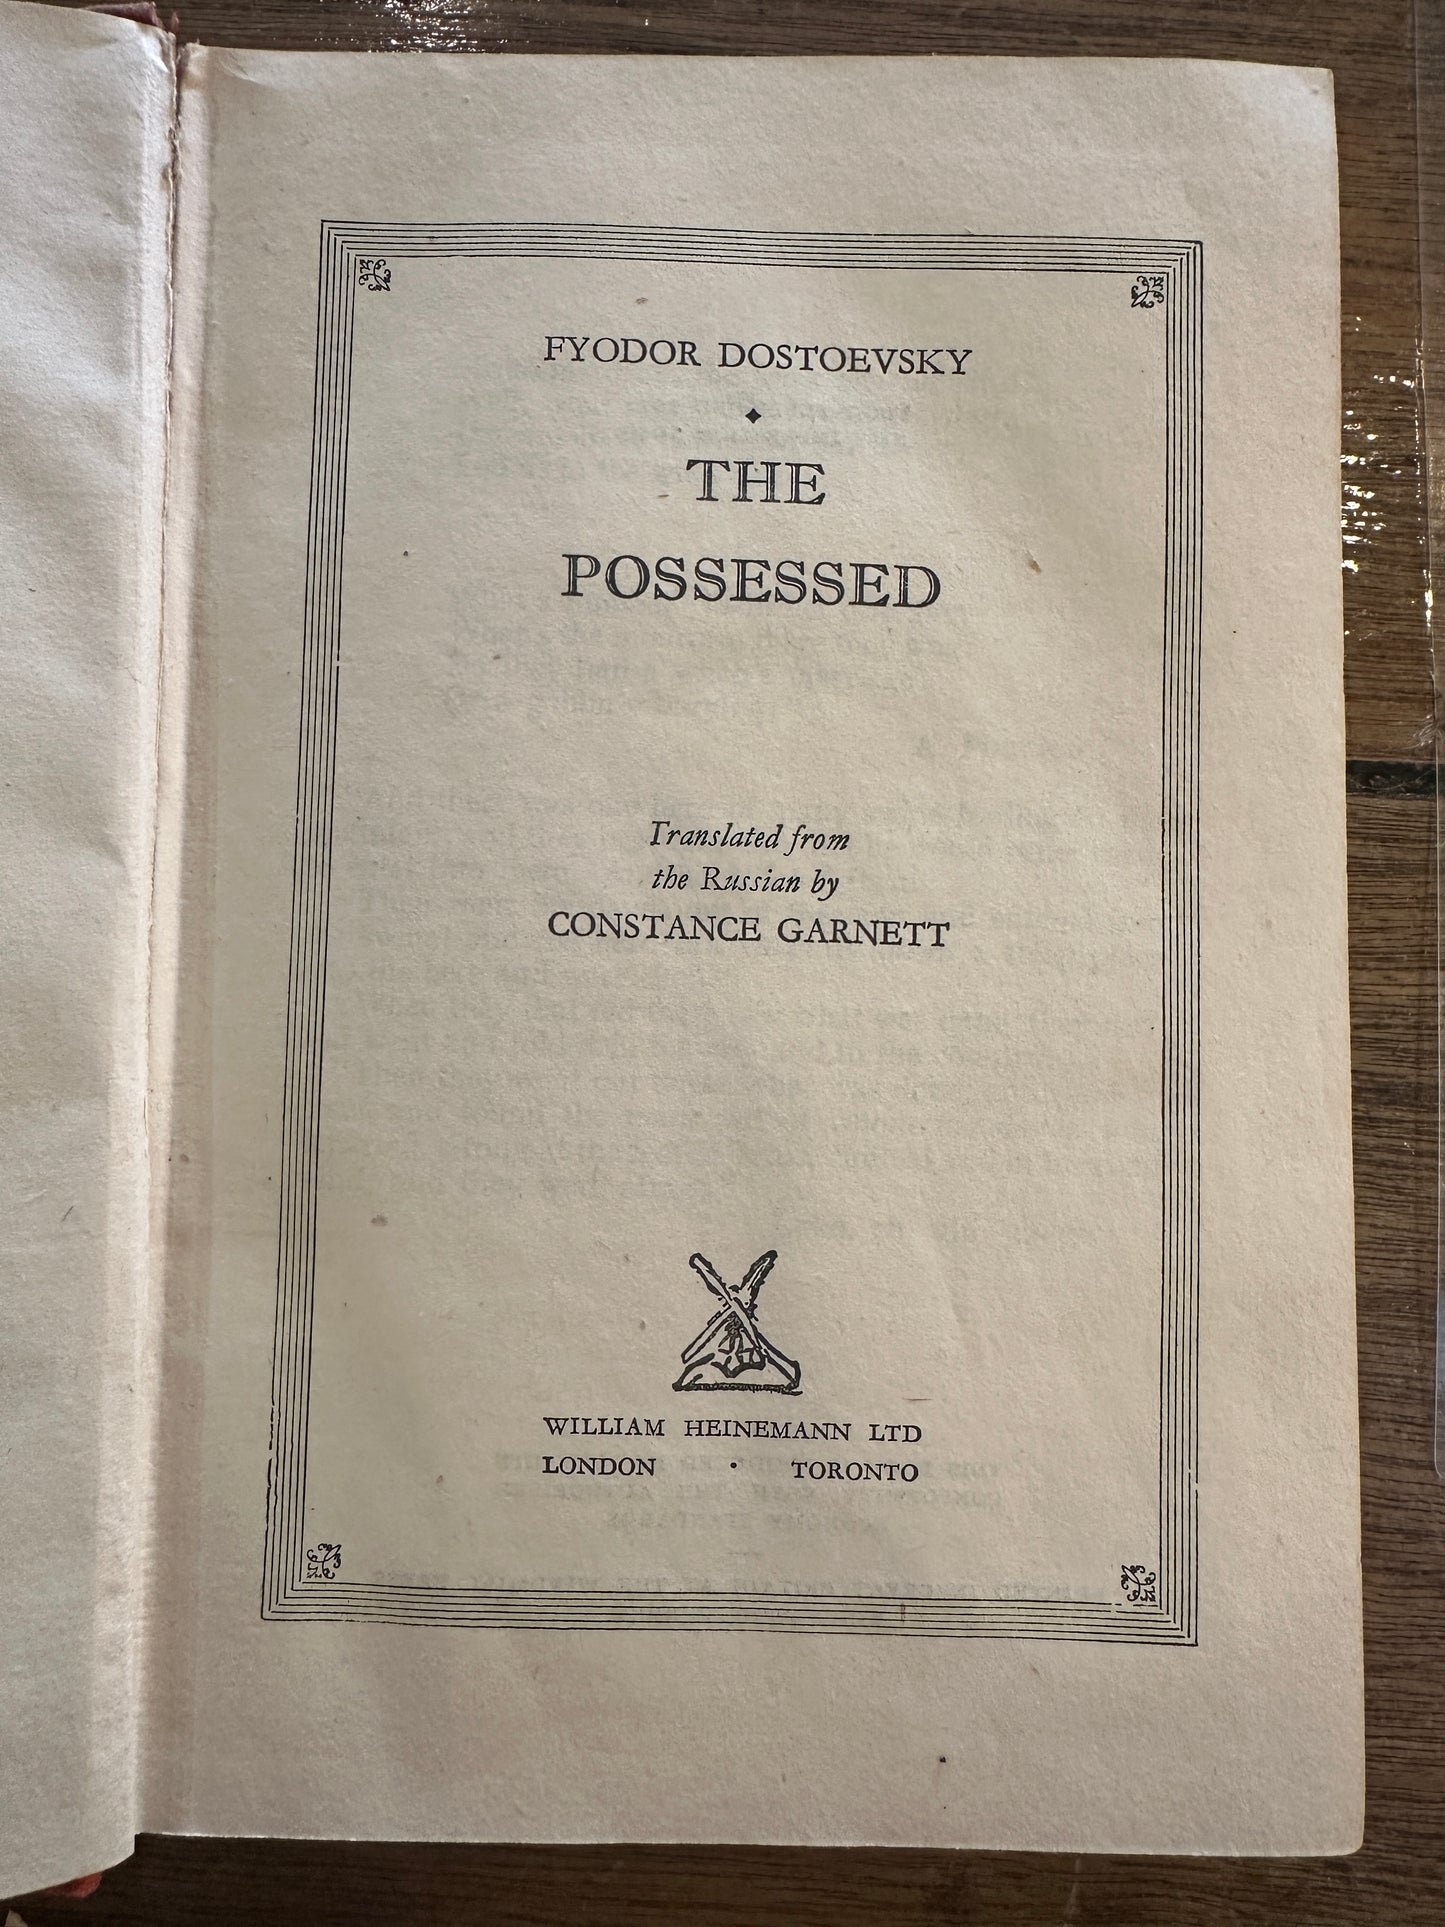 FYODOR DOSTOEVSKY
THE
POSSESSED
Translated from
the Russian by
CONSTANCE GARNETT
WILLIAM HEINEMANN LTD
LONDON · TORONTO